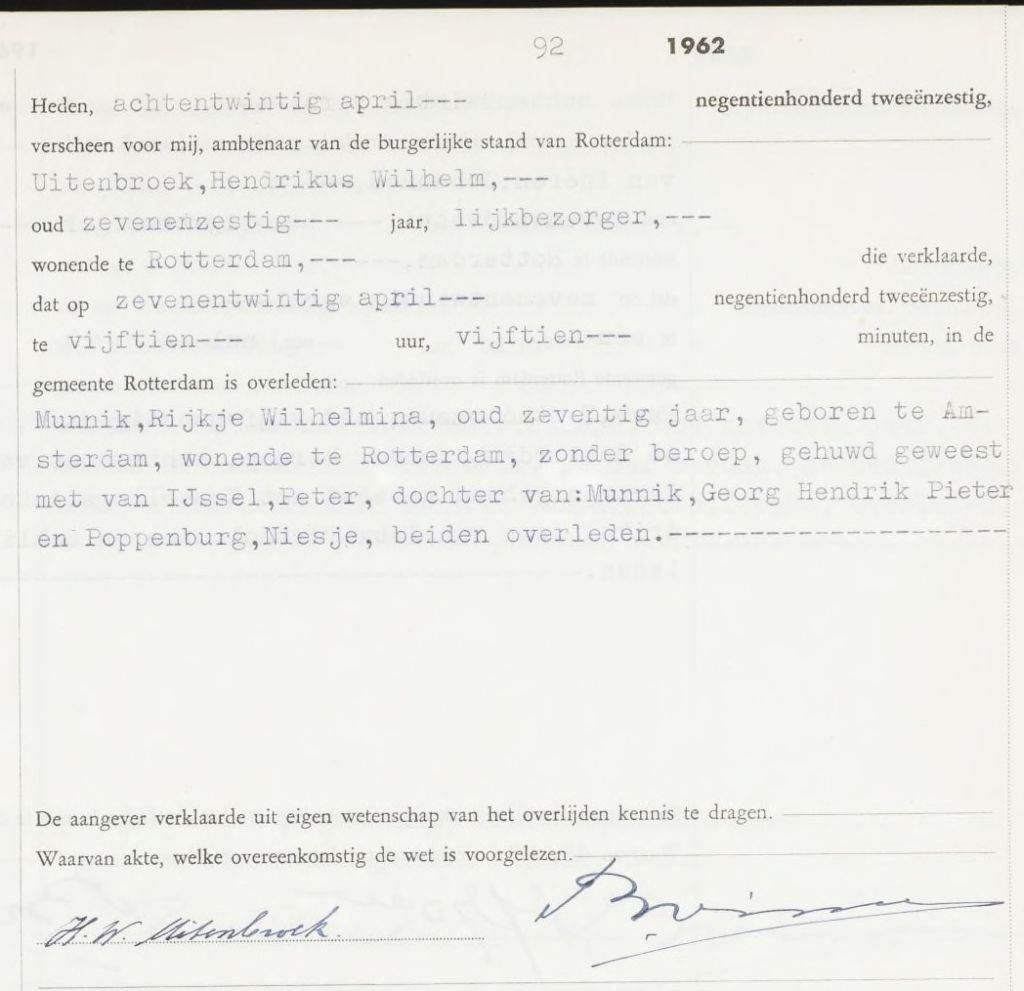 92 1962
Heden, achtentwintig april--- negentienhonderd tweeënzestig,
verscheen voor mij, ambtenaar van de burgerlijke stand van Rotterdam:
Uitenbroek,Hendrikus Wilhelm,---
oud zevenenzestig--- jaar, lijkbezorger,---
wonende te Rotterdam,--- die verklaarde,
dat op zevenentwintig april--- negentienhonderd tweeënzestig,
te vijftien--- uur, vijftien--- minuten, in de
gemeente Rotterdam is overleden:
Munnik,Rijkje Wilhelmina, oud zeventig jaar, geboren te Am-
sterdam, wonende te Rotterdam, zonder beroep, gehuwd geweest
met van IJssel,Peter, dochter van:Munnik,Georg Hendrik Pieter
en Poppenburg,Niesje, beiden overleden.---------------------
De aangever verklaarde uit eigen wetenschap van het overlijden kennis te dragen.
Waarvan akte, welke overeenkomstig de wet is voorgelezen.
H. W. Uitenbroek.